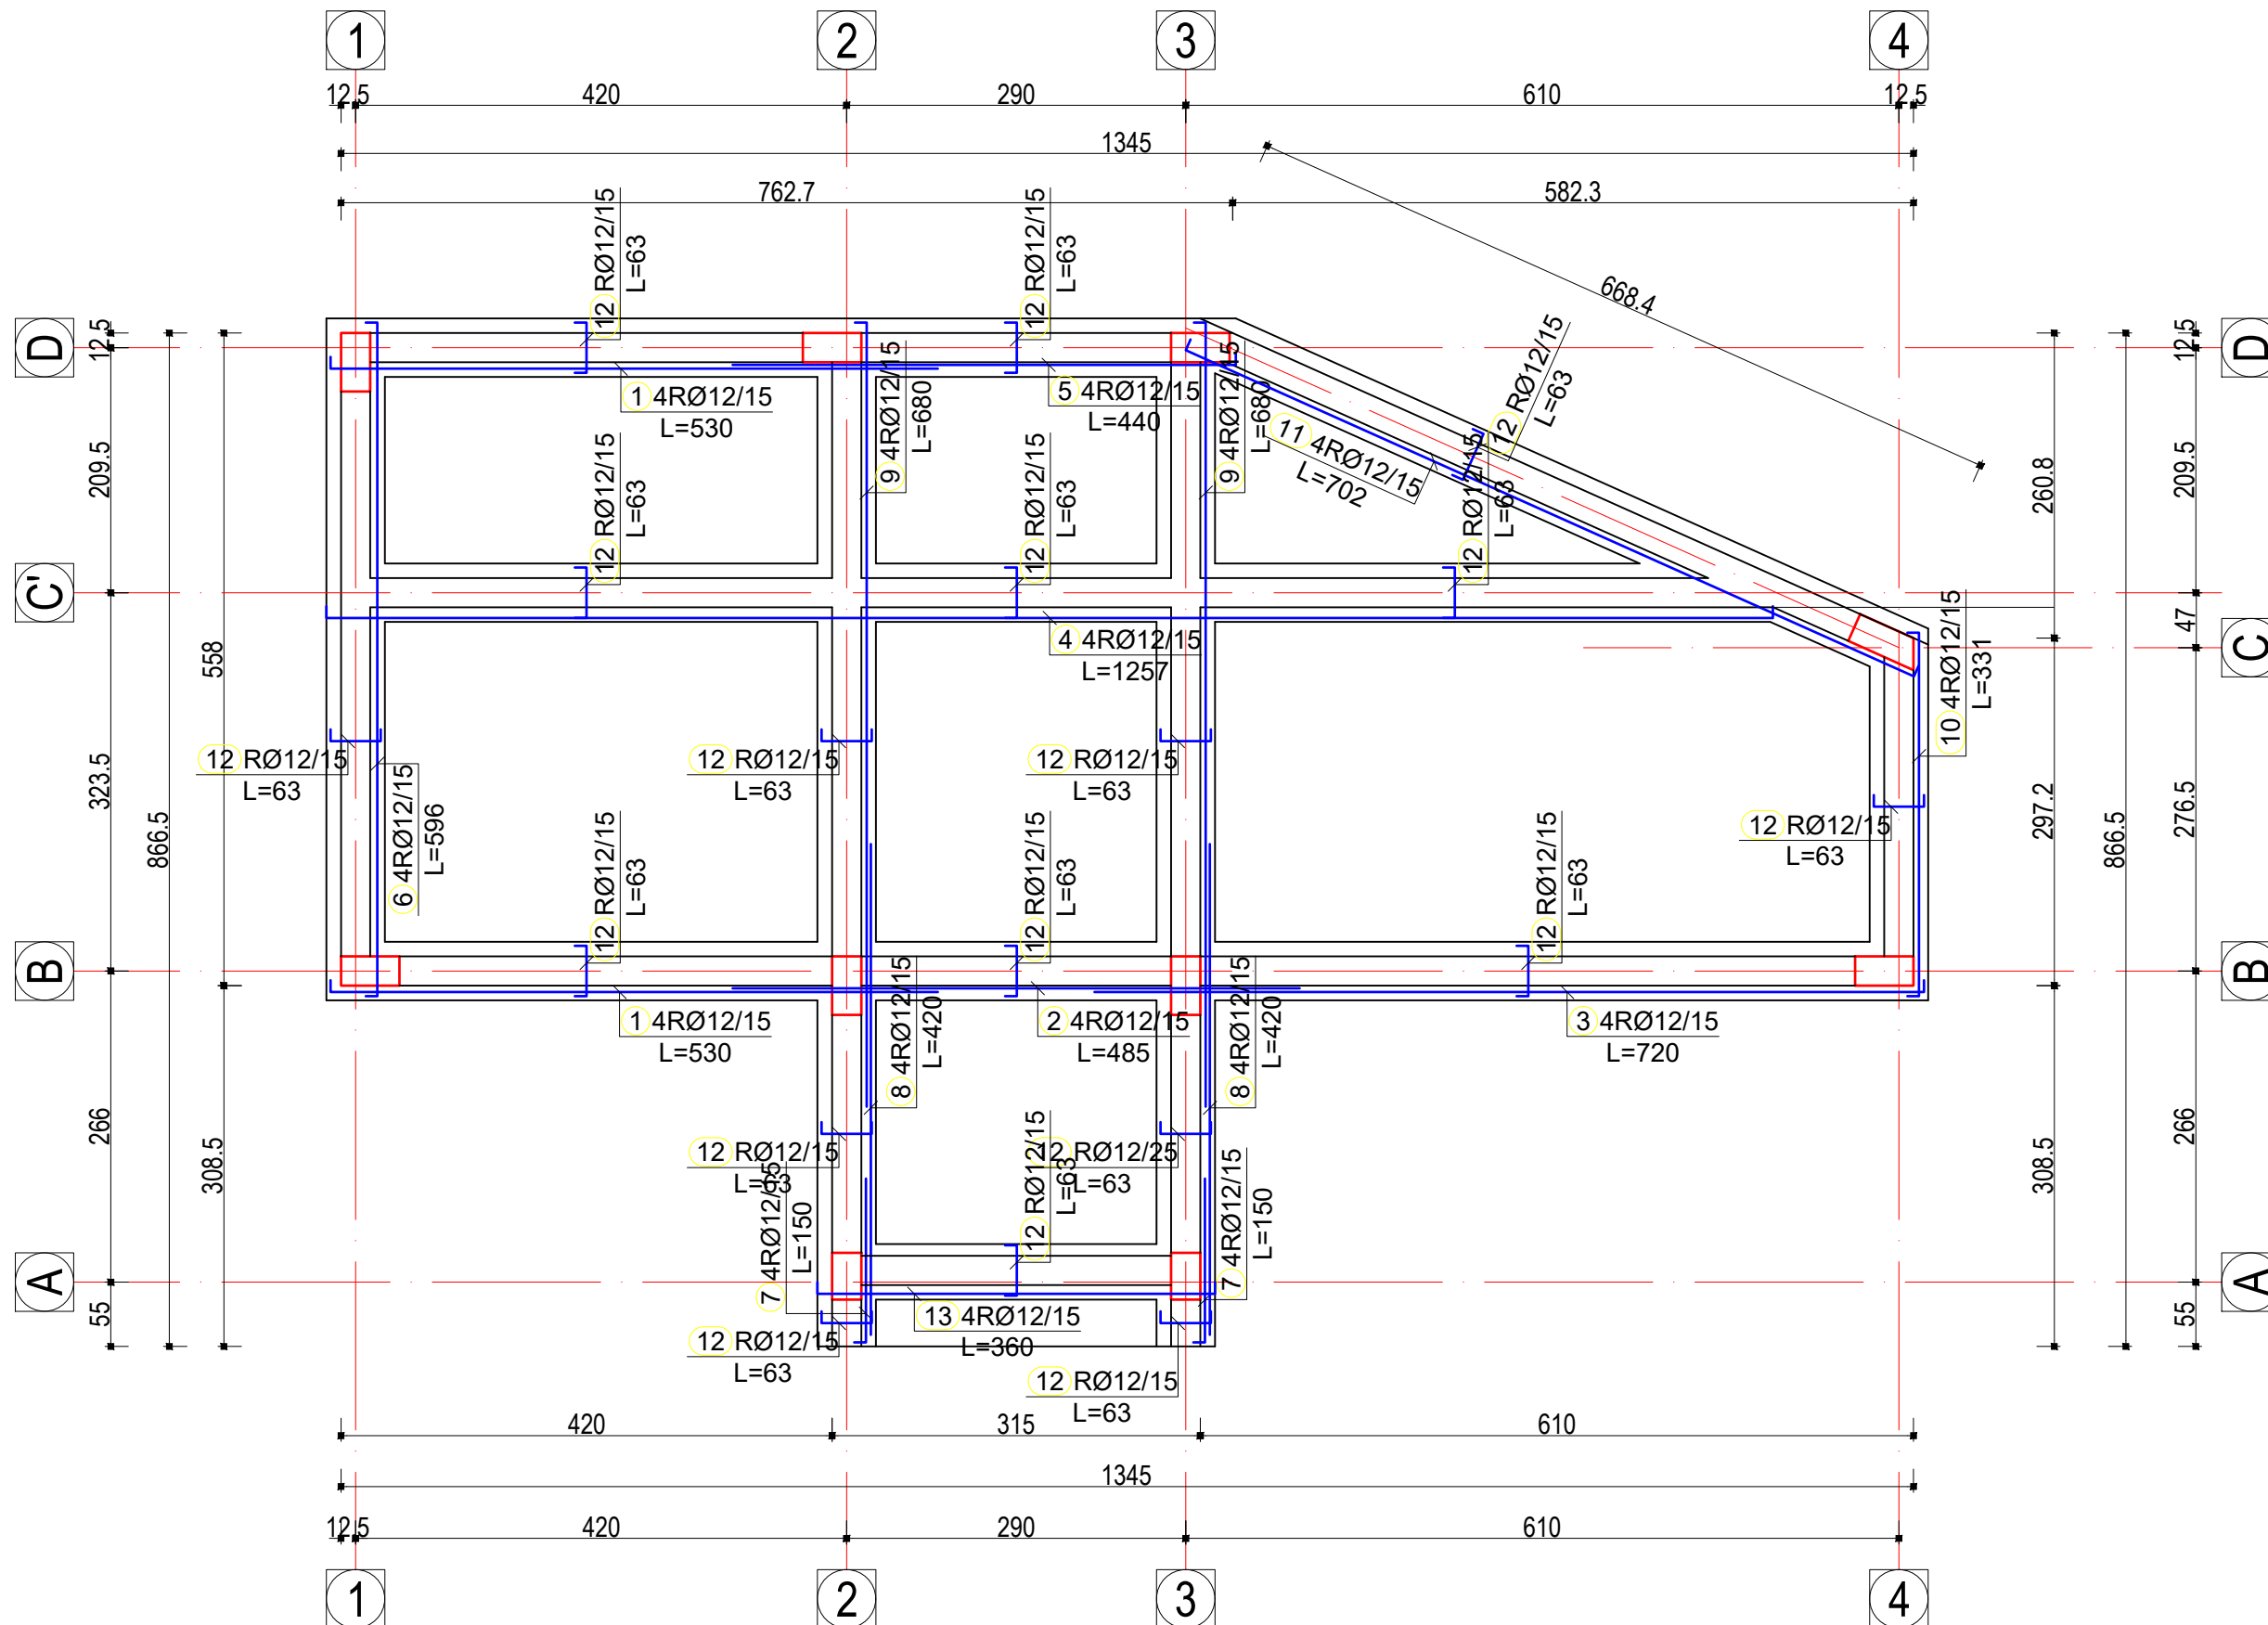 1
2
3
4
12.5
420
290
610
12.5
1345
762.7
582.3
668.4
12 RØ12/15
L=63
12 RØ12/15
L=63
12 RØ12/15
L=63
D
12.5
12.5
D
1 4RØ12/15
L=530
9 4RØ12/15
L=680
5 4RØ12/15
L=440
9 4RØ12/15
L=680
11 4RØ12/15
L=702
209.5
260.8
209.5
12 RØ12/15
L=63
12 RØ12/15
L=63
12 RØ12/15
L=63
C'
4 4RØ12/15
L=1257
10 4RØ12/15
L=331
47
C
558
323.5
866.5
12 RØ12/15
L=63
12 RØ12/15
L=63
12 RØ12/15
L=63
12 RØ12/15
L=63
6 4RØ12/15
L=596
297.2
866.5
276.5
12 RØ12/15
L=63
12 RØ12/15
L=63
12 RØ12/15
L=63
B
B
1 4RØ12/15
L=530
8 4RØ12/15
L=420
2 4RØ12/15
L=485
8 4RØ12/15
L=420
3 4RØ12/15
L=720
266
308.5
308.5
266
12 RØ12/15
L=63
12 RØ12/15
L=63
12 RØ12/25
L=63
7 4RØ12/15
L=150
7 4RØ12/15
L=150
A
A
55
55
13 4RØ12/15
L=360
12 RØ12/15
L=63
12 RØ12/15
L=63
420
315
610
1345
12.5
420
290
610
1
2
3
4